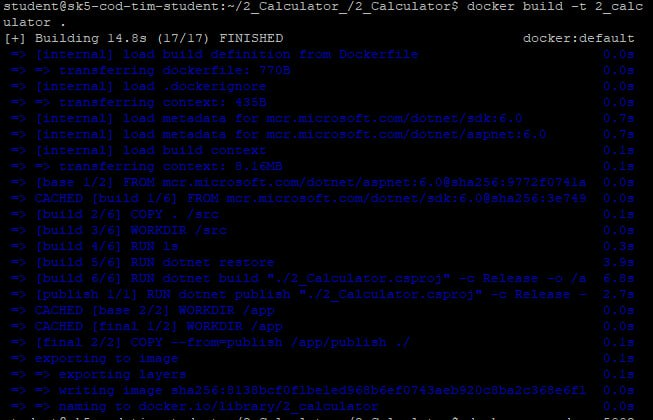 student@sk5-cod-tim-student:~/2_Calculator_/2_Calculator$ docker build -t 2_calc
ulator .
[+] Building 14.8s (17/17) FINISHED docker:default
=> [internal] load build definition from Dockerfile 0.0s
=> => transferring dockerfile: 770B 0.0s
=> [internal] load .dockerignore 0.0s
=> => transferring context: 435B 0.0s
=> [internal] load metadata for mcr.microsoft.com/dotnet/sdk:6.0 0.7s
=> [internal] load metadata for mcr.microsoft.com/dotnet/aspnet:6.0 0.7s
=> [internal] load build context 0.1s
=> => transferring context: 8.16MB 0.1s
=> [base 1/2] FROM mcr.microsoft.com/dotnet/aspnet:6.0@sha256:9772f0791a 0.0s
=> CACHED [build 1/6] FROM mcr.microsoft.com/dotnet/sdk:6.0@sha256:3e748 0.0s
=> [build 2/6] COPY . /src 0.1s
=> [build 3/6] WORKDIR /src 0.0s
=> [build 4/6] RUN ls 0.3s
=> [build 5/6] RUN dotnet restore 3.9s
=> [build 6/6] RUN dotnet build "./2_Calculator.csproj" -c Release -o /a 6.8s
=> [publish 1/1] RUN dotnet publish "./2_Calculator.csproj" -c Release - 2.7s
=> CACHED [base 2/2] WORKDIR /app 0.0s
=> CACHED [final 1/2] WORKDIR /app 0.0s
=> [final 2/2] COPY --from=publish /app/publish ./ 0.1s
=> exporting to image 0.1s
=> => exporting layers 0.1s
=> => writing image 0.0s
=> => naming to docker.io/library/2_calculator 0.0s